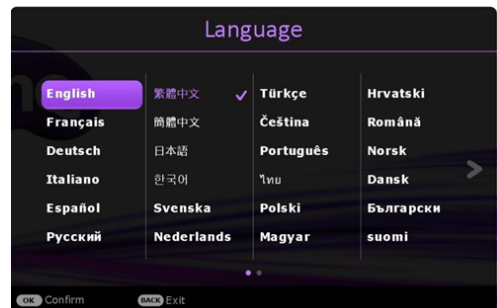 Language
English
繁體中文
Türkçe
Hrvatski
Français
簡體中文
Čeština
Română
Deutsch
日本語
Português
Norsk
Italiano
한국어
ไทย
Dansk
Español
Svenska
Polski
Български
Русский
Nederlands
Magyar
suomi
OK Confirm
BACK Exit